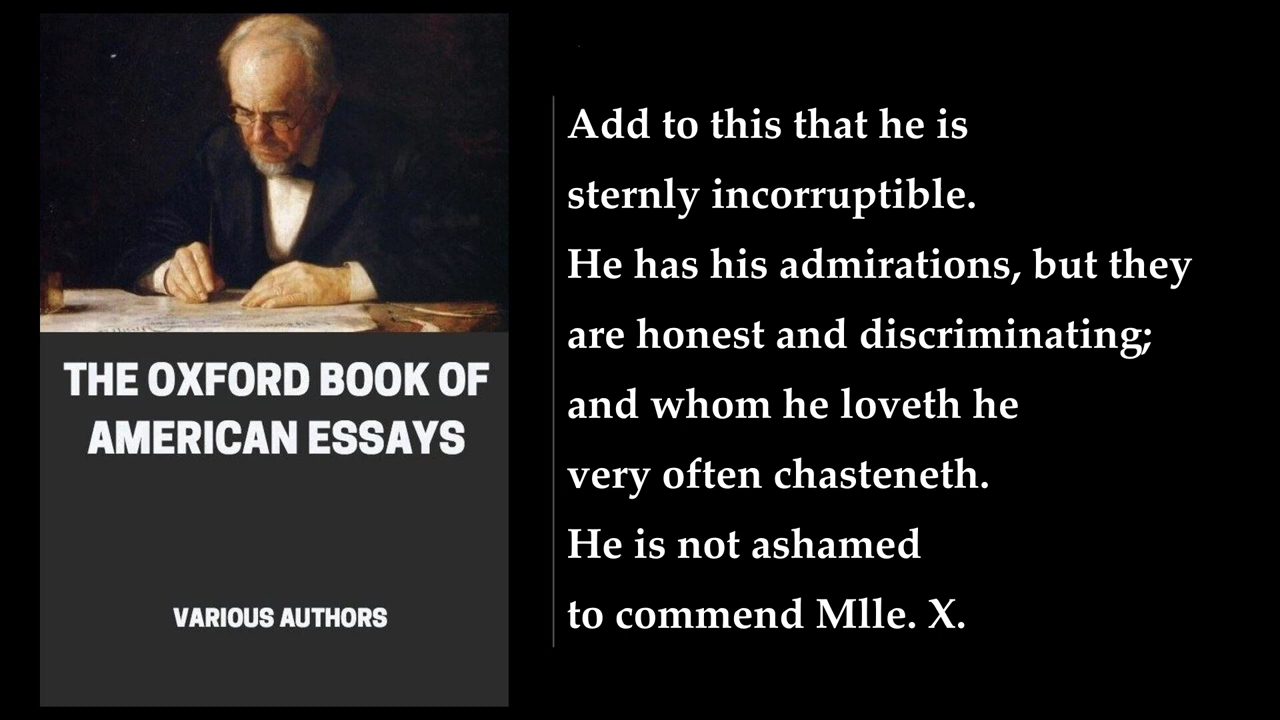 THE OXFORD BOOK OF
AMERICAN ESSAYS
VARIOUS AUTHORS
Add to this that he is
sternly incorruptible.
He has his admirations, but they
are honest and discriminating;
and whom he loveth he
very often chasteneth.
He is not ashamed
to commend Mlle. X.